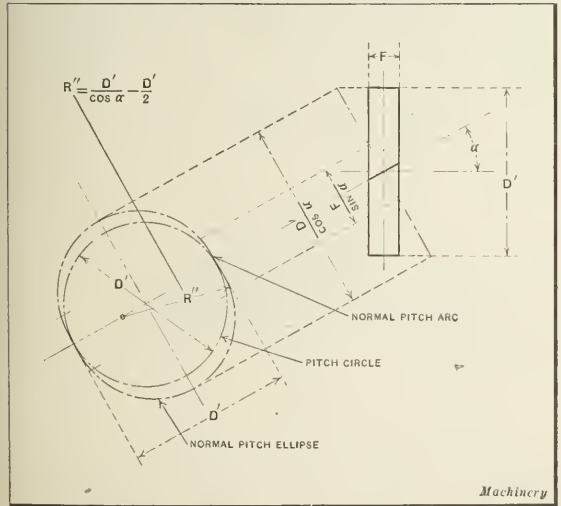 R″ = D′/COS α - D′/2
F
α
D′
D′/COS α
F/SIN α
D′
R″
NORMAL PITCH ARC
PITCH CIRCLE
D′
NORMAL PITCH ELLIPSE
Machinery